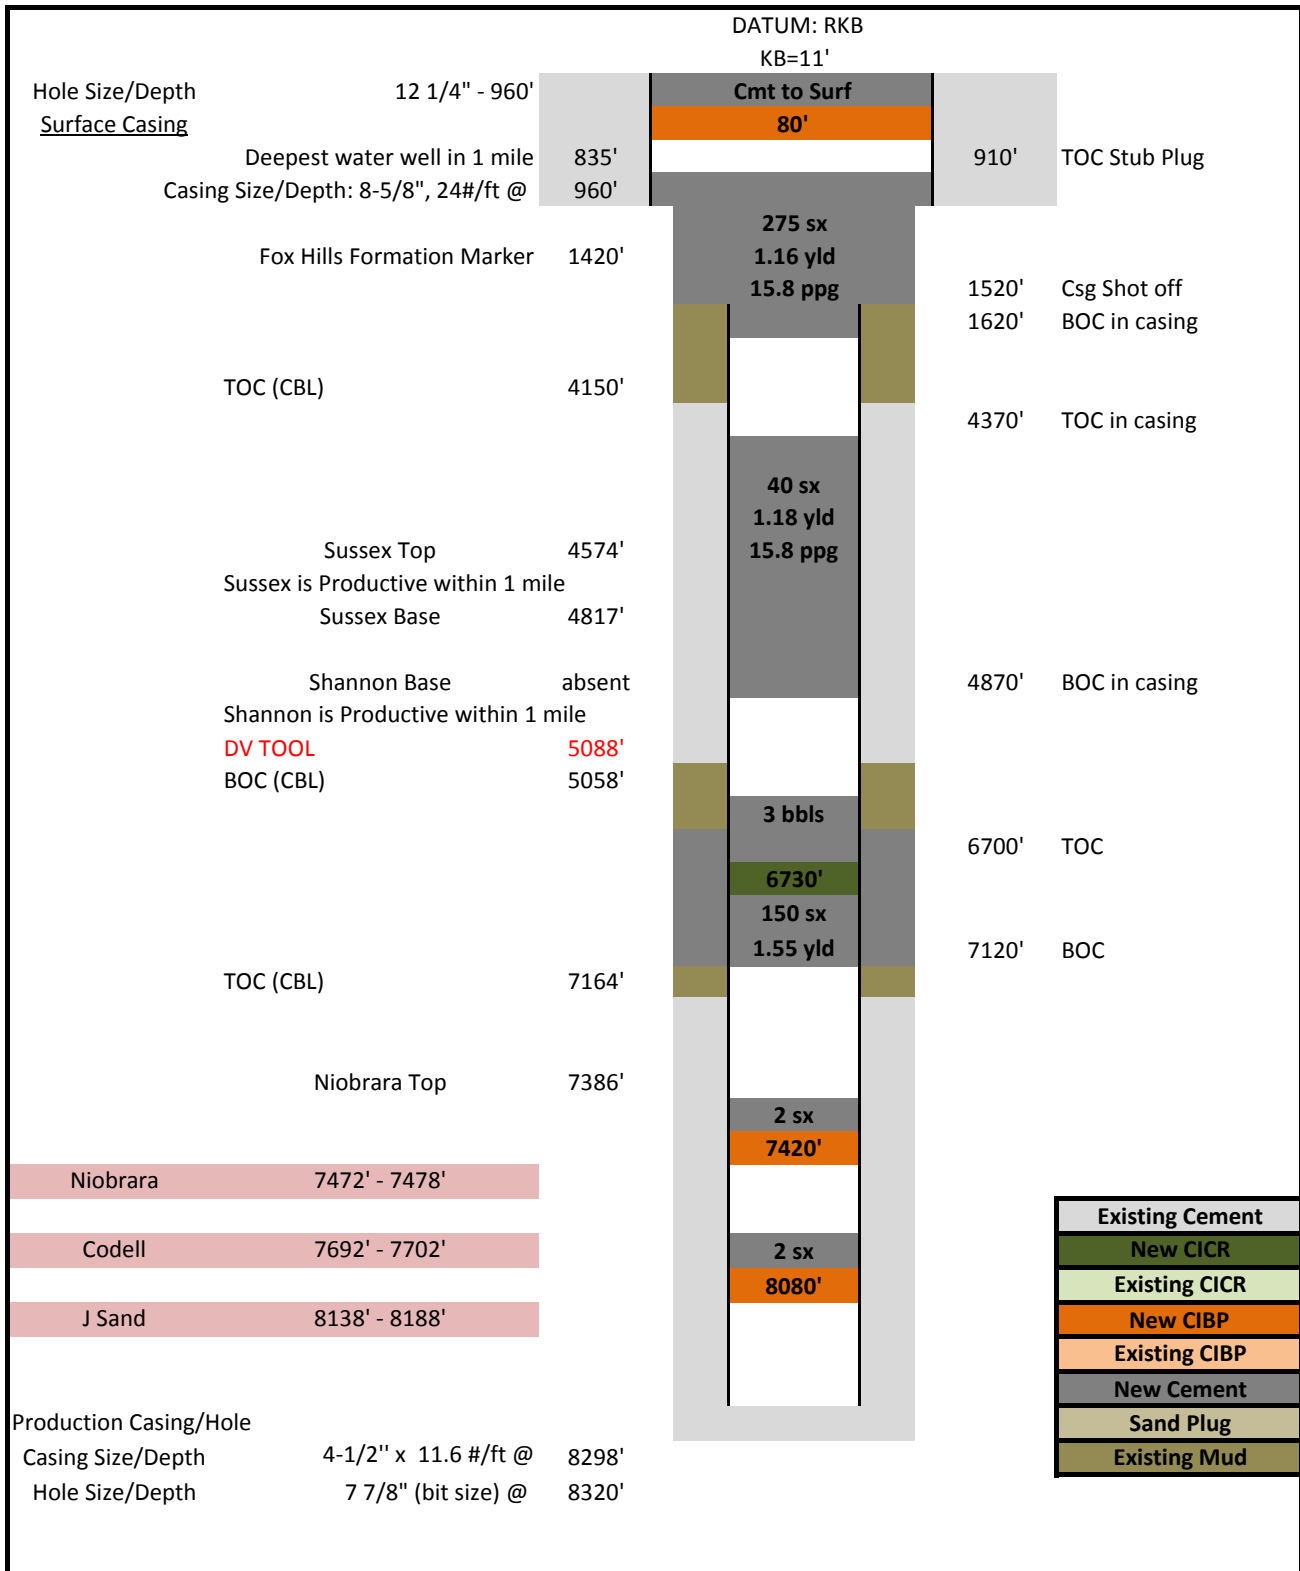 DATUM: RKB
KB=11'
Hole Size/Depth 12 1/4" - 960' Cmt to Surf
Surface Casing 80'
Deepest water well in 1 mile 835' 910' TOC Stub Plug
Casing Size/Depth: 8-5/8", 24#/ft @ 960'
275 sx
Fox Hills Formation Marker 1420' 1.16 yld
15.8 ppg 1520' Csg Shot off
1620' BOC in casing
TOC (CBL) 4150'
4370' TOC in casing
40 sx
1.18 yld
Sussex Top 4574' 15.8 ppg
Sussex is Productive within 1 mile
Sussex Base 4817'
Shannon Base absent 4870' BOC in casing
Shannon is Productive within 1 mile
DV TOOL 5088'
BOC (CBL) 5058'
3 bbls
6700' TOC
6730'
150 sx
1.55 yld 7120' BOC
TOC (CBL) 7164'
Niobrara Top 7386'
2 sx
7420'
Niobrara 7472' - 7478'
Existing Cement
Codell 7692' - 7702' 2 sx New CICR
8080' Existing CICR
J Sand 8138' - 8188' New CIBP
Existing CIBP
New Cement
Production Casing/Hole Sand Plug
Casing Size/Depth 4-1/2'' x 11.6 #/ft @ 8298' Existing Mud
Hole Size/Depth 7 7/8" (bit size) @ 8320'